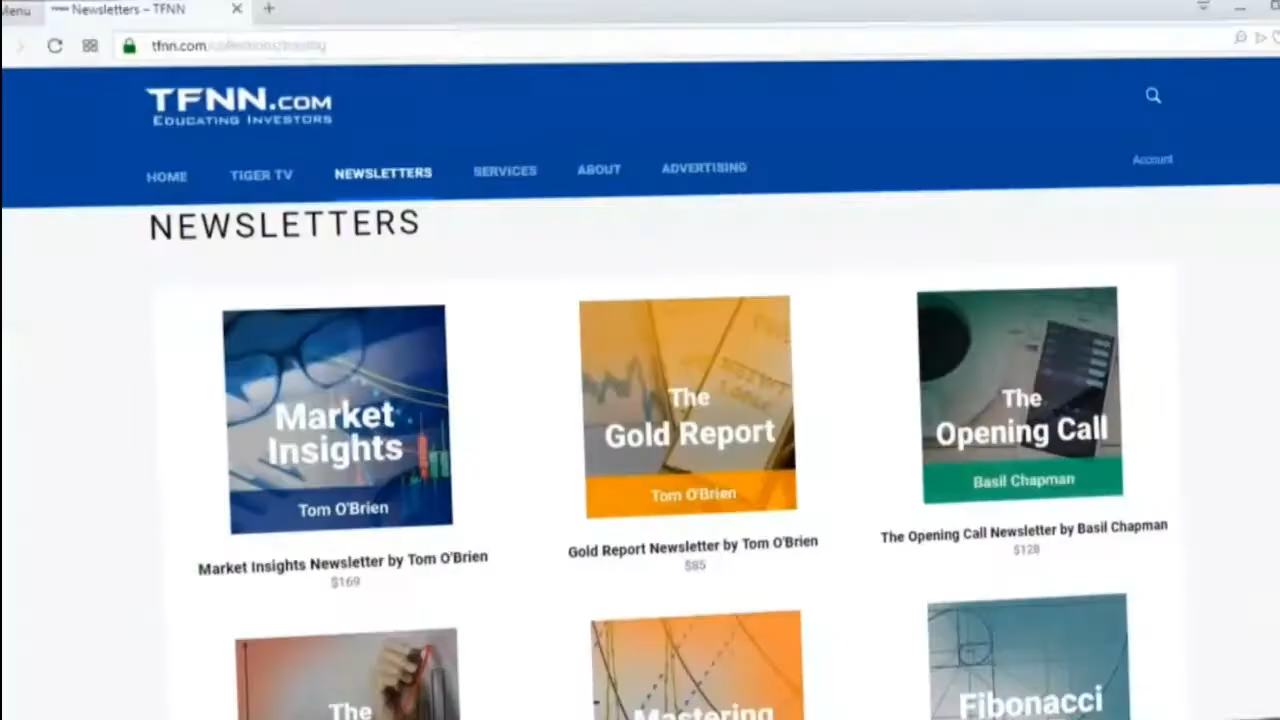 Menu
Newsletters – TFNN
tfnn.com
TFNN.COM
EDUCATING INVESTORS
Account
HOME TIGER TV NEWSLETTERS SERVICES ABOUT ADVERTISING
NEWSLETTERS
Market
Insights
Tom O'Brien
Market Insights Newsletter by Tom O'Brien
$169
The
Gold Report
Tom O'Brien
Gold Report Newsletter by Tom O'Brien
$85
The
Opening Call
Basil Chapman
The Opening Call Newsletter by Basil Chapman
$128
The
Mastering
Fibonacci